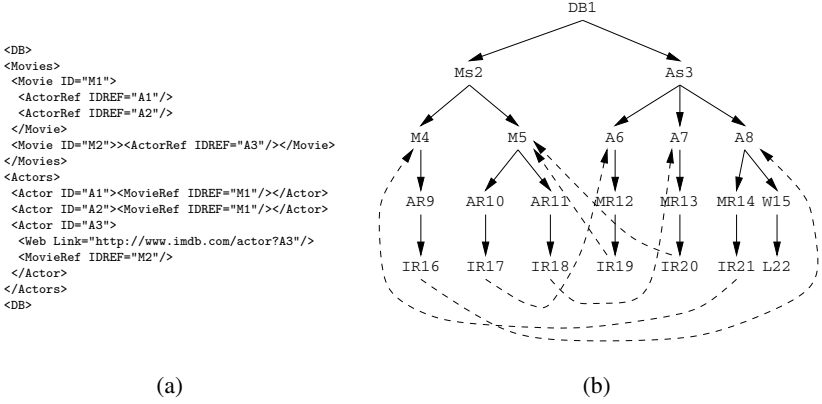 <DB>
<Movies>
<Movie ID="M1">
<ActorRef IDREF="A1"/>
<ActorRef IDREF="A2"/>
</Movie>
<Movie ID="M2">><ActorRef IDREF="A3"/></Movie>
</Movies>
<Actors>
<Actor ID="A1"><MovieRef IDREF="M1"/></Actor>
<Actor ID="A2"><MovieRef IDREF="M1"/></Actor>
<Actor ID="A3">
<Web Link="http://www.imdb.com/actor?A3"/>
<MovieRef IDREF="M2"/>
</Actor>
</Actors>
<DB>
(a)
DB1
Ms2 As3
M4 M5 A6 A7 A8
AR9 AR10 AR11 MR12 MR13 MR14 W15
IR16 IR17 IR18 IR19 IR20 IR21 L22
(b)